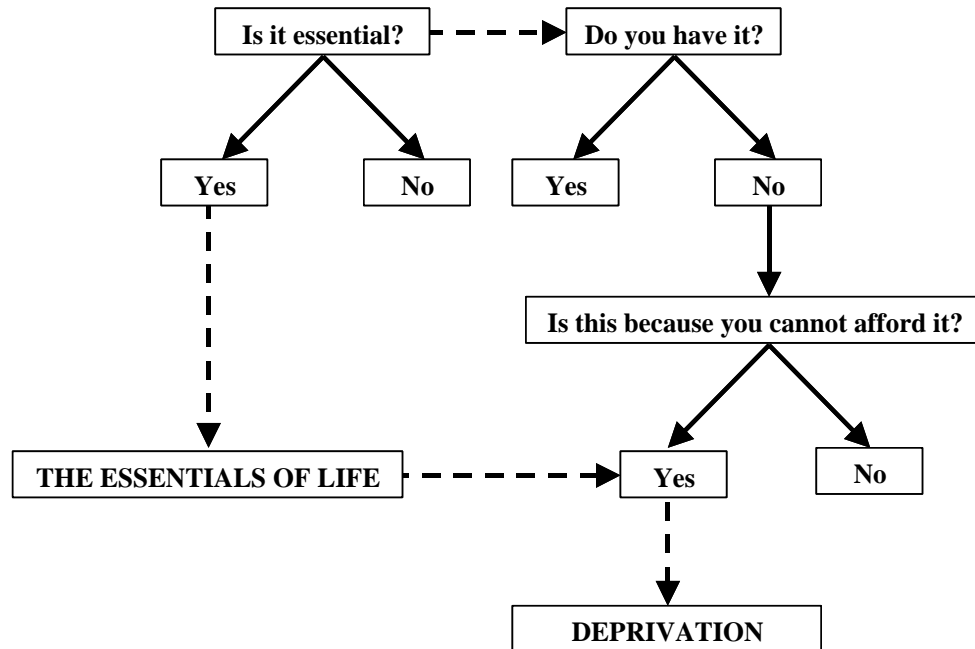 Is it essential?
Do you have it?
Yes
No
Yes
No
Is this because you cannot afford it?
THE ESSENTIALS OF LIFE
Yes
No
DEPRIVATION